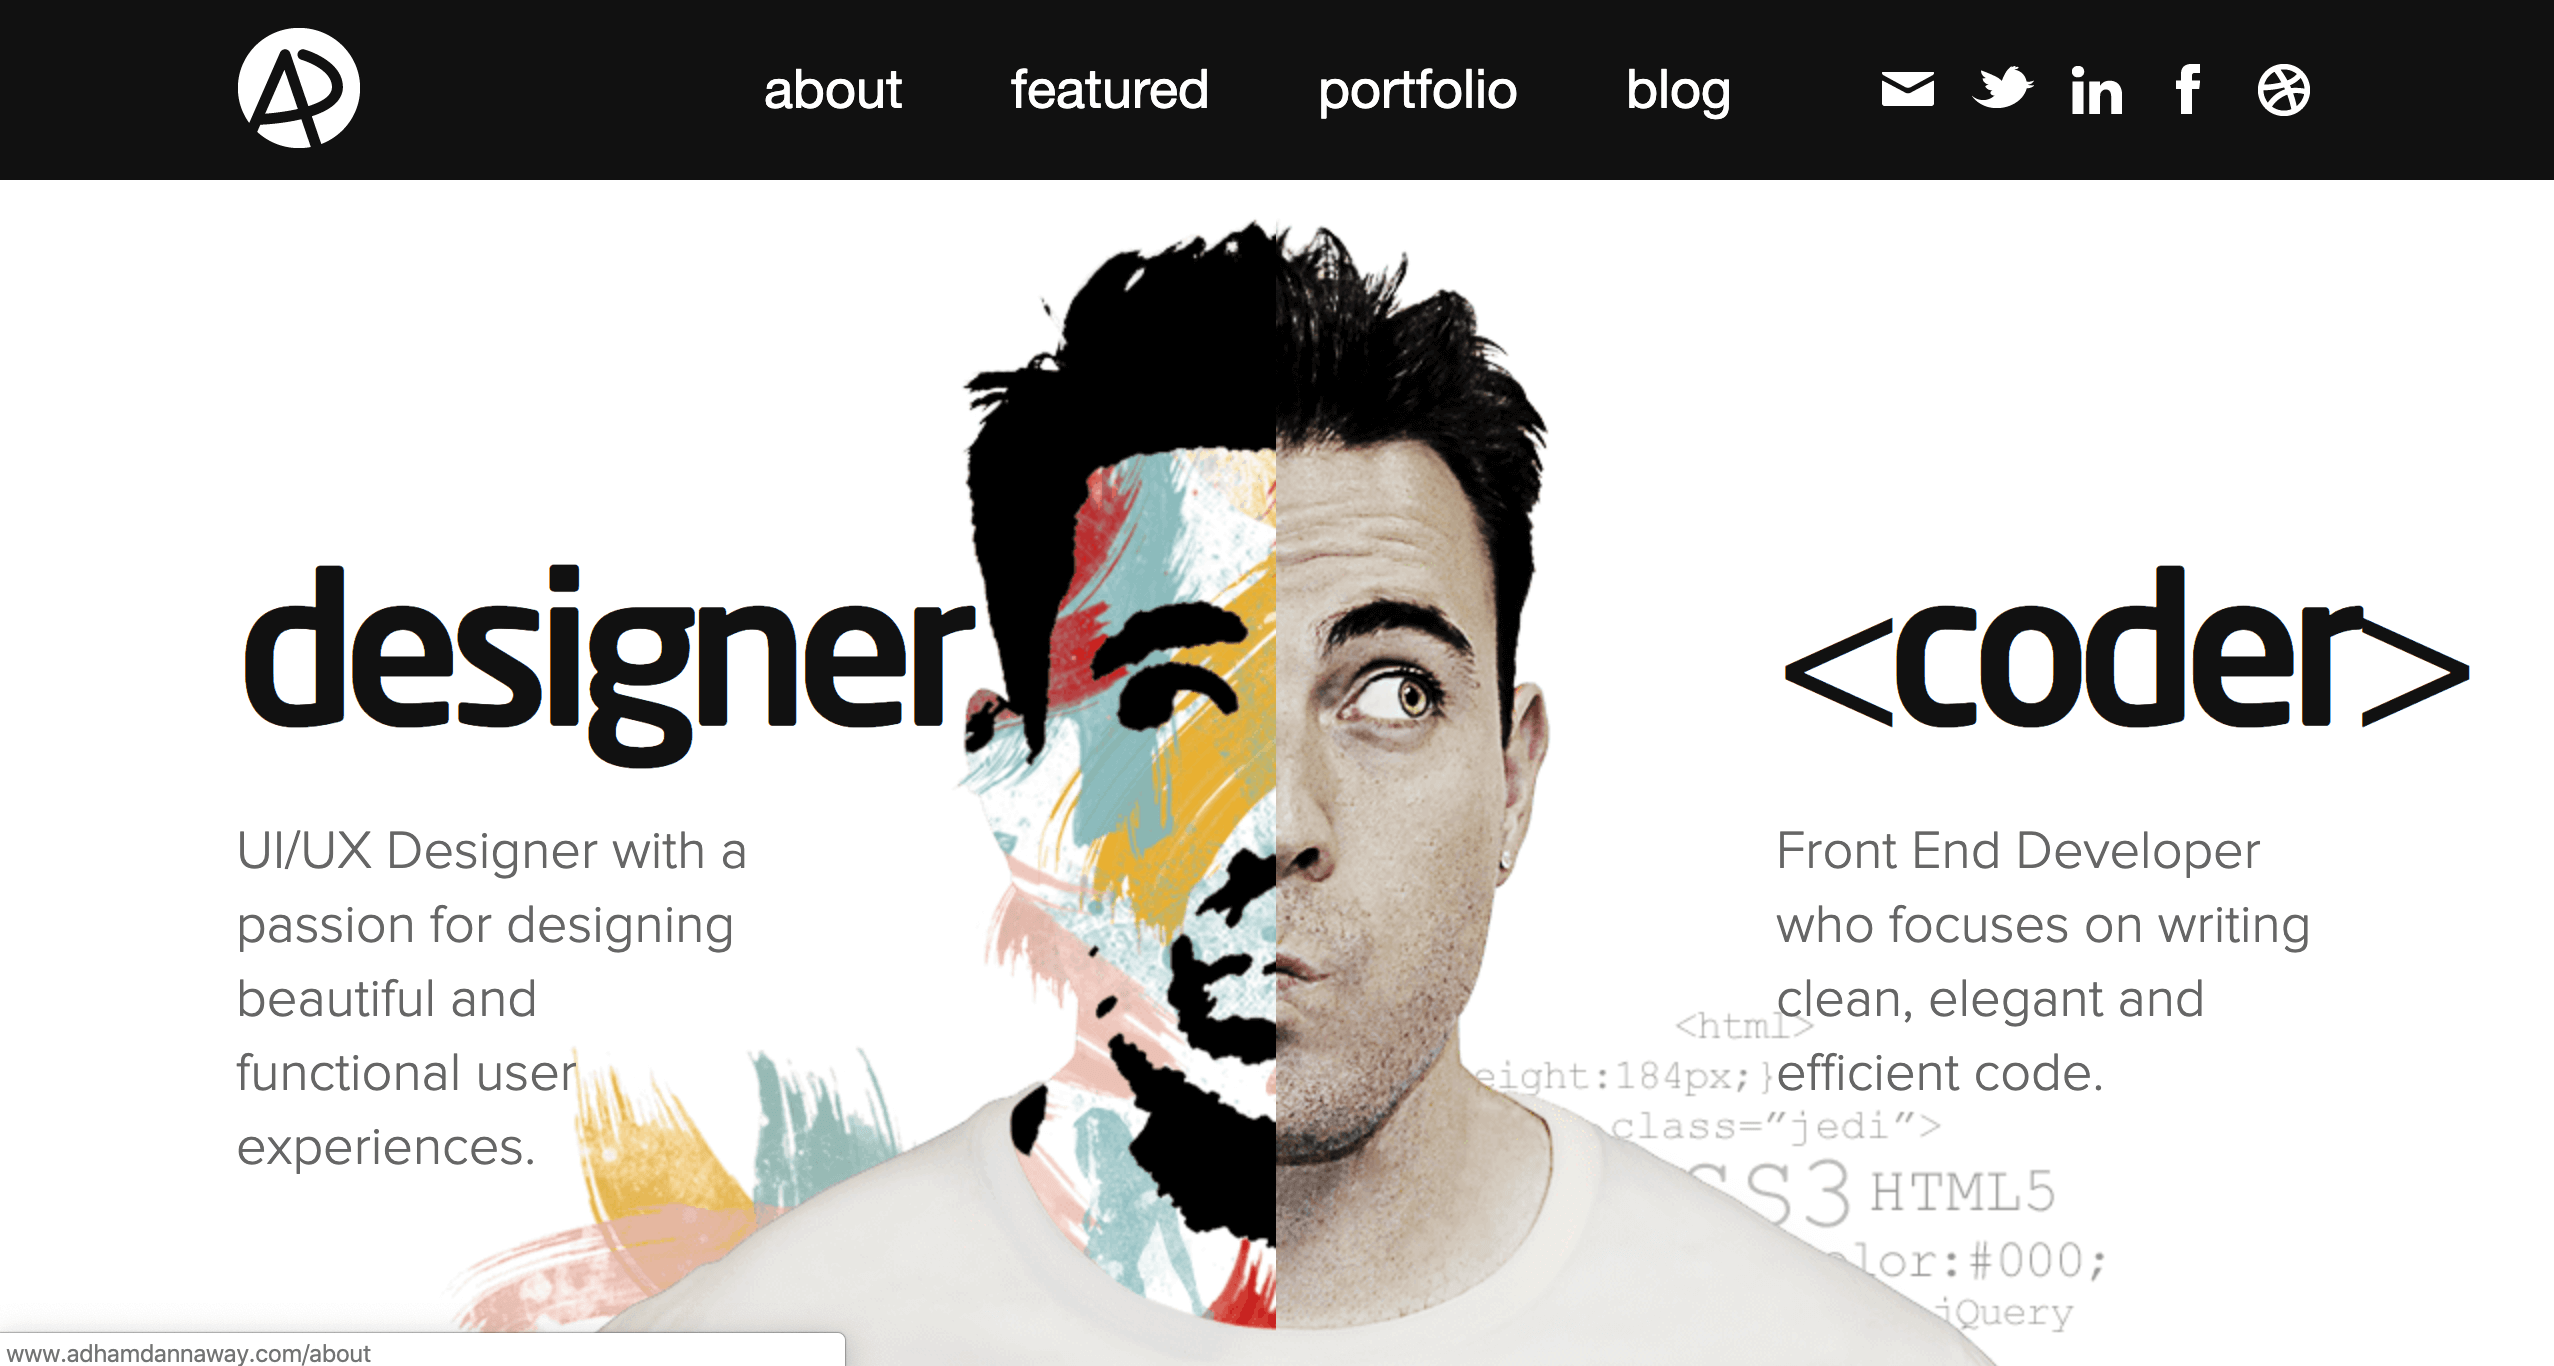 about featured portfolio blog
designer
UI/UX Designer with a
passion for designing
beautiful and
functional user
experiences.
<coder>
Front End Developer
who focuses on writing
clean, elegant and
efficient code.
<html>
eight:184px;}
class=”jedi”>
SS3 HTML5
olor:#000;
jQuery
www.adhamdannaway.com/about